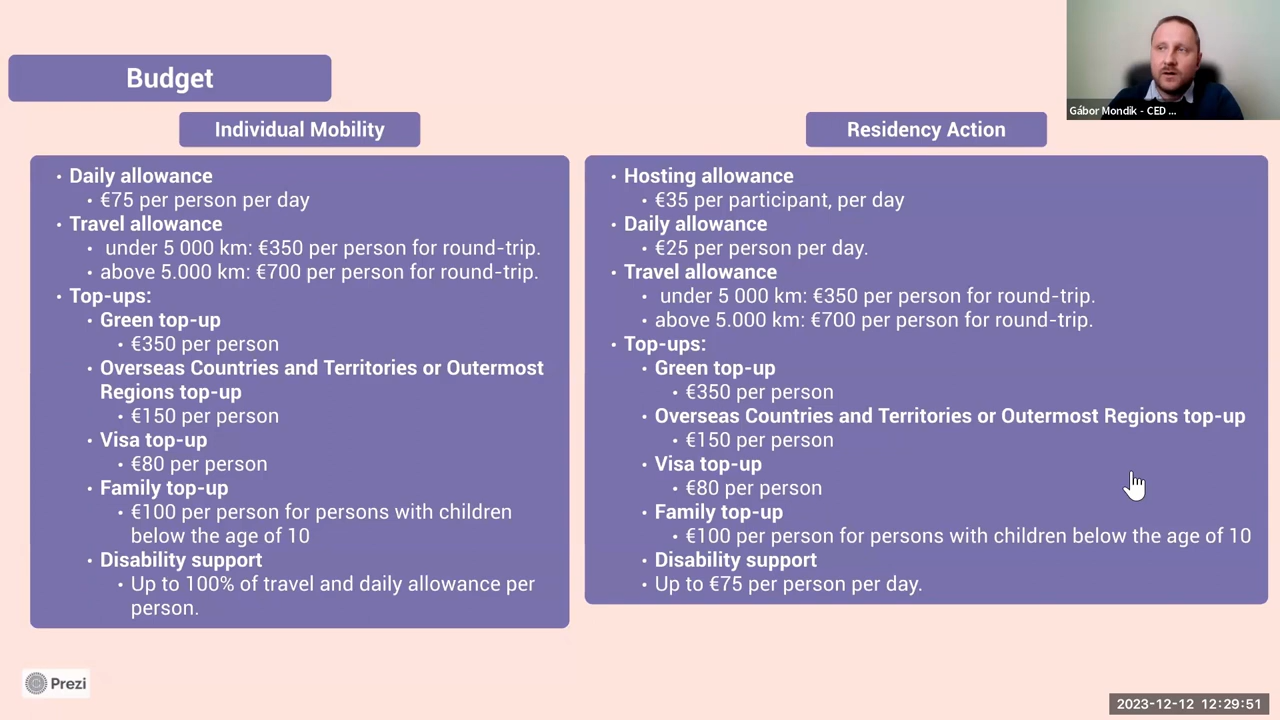 Budget
Individual Mobility
• Daily allowance
• €75 per person per day
• Travel allowance
• under 5 000 km: €350 per person for round-trip.
• above 5.000 km: €700 per person for round-trip.
• Top-ups:
• Green top-up
• €350 per person
• Overseas Countries and Territories or Outermost
Regions top-up
• €150 per person
• Visa top-up
• €80 per person
• Family top-up
• €100 per person for persons with children
below the age of 10
• Disability support
• Up to 100% of travel and daily allowance per
person.
Residency Action
• Hosting allowance
• €35 per participant, per day
• Daily allowance
• €25 per person per day.
• Travel allowance
• under 5 000 km: €350 per person for round-trip.
• above 5.000 km: €700 per person for round-trip.
• Top-ups:
• Green top-up
• €350 per person
• Overseas Countries and Territories or Outermost Regions top-up
• €150 per person
• Visa top-up
• €80 per person
• Family top-up
• €100 per person for persons with children below the age of 10
• Disability support
• Up to €75 per person per day.
Gábor Mondik - CED ...
Prezi
2023-12-12 12:29:51